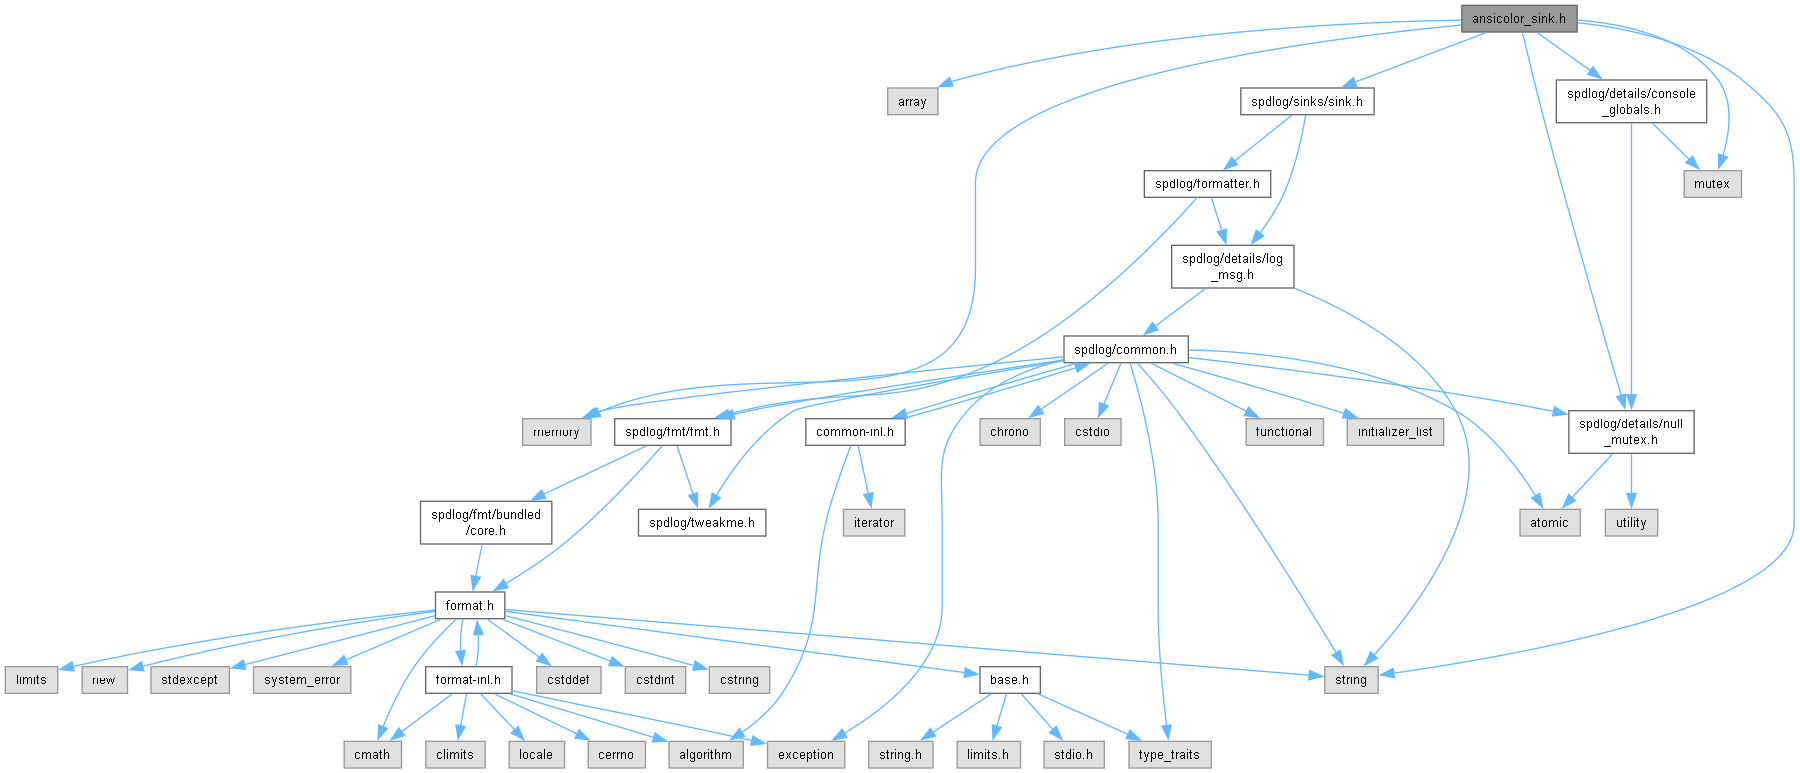 ansicolor_sink.h
array
spdlog/sinks/sink.h
spdlog/details/console
_globals.h
spdlog/formatter.h
mutex
spdlog/details/log
_msg.h
spdlog/common.h
memory
spdlog/fmt/fmt.h
common-inl.h
chrono
cstdio
functional
initializer_list
spdlog/details/null
_mutex.h
spdlog/fmt/bundled
/core.h
spdlog/tweakme.h
iterator
atomic
utility
format.h
limits
new
stdexcept
system_error
format-inl.h
cstddef
cstdint
cstring
base.h
string
cmath
climits
locale
cerrno
algorithm
exception
string.h
limits.h
stdio.h
type_traits